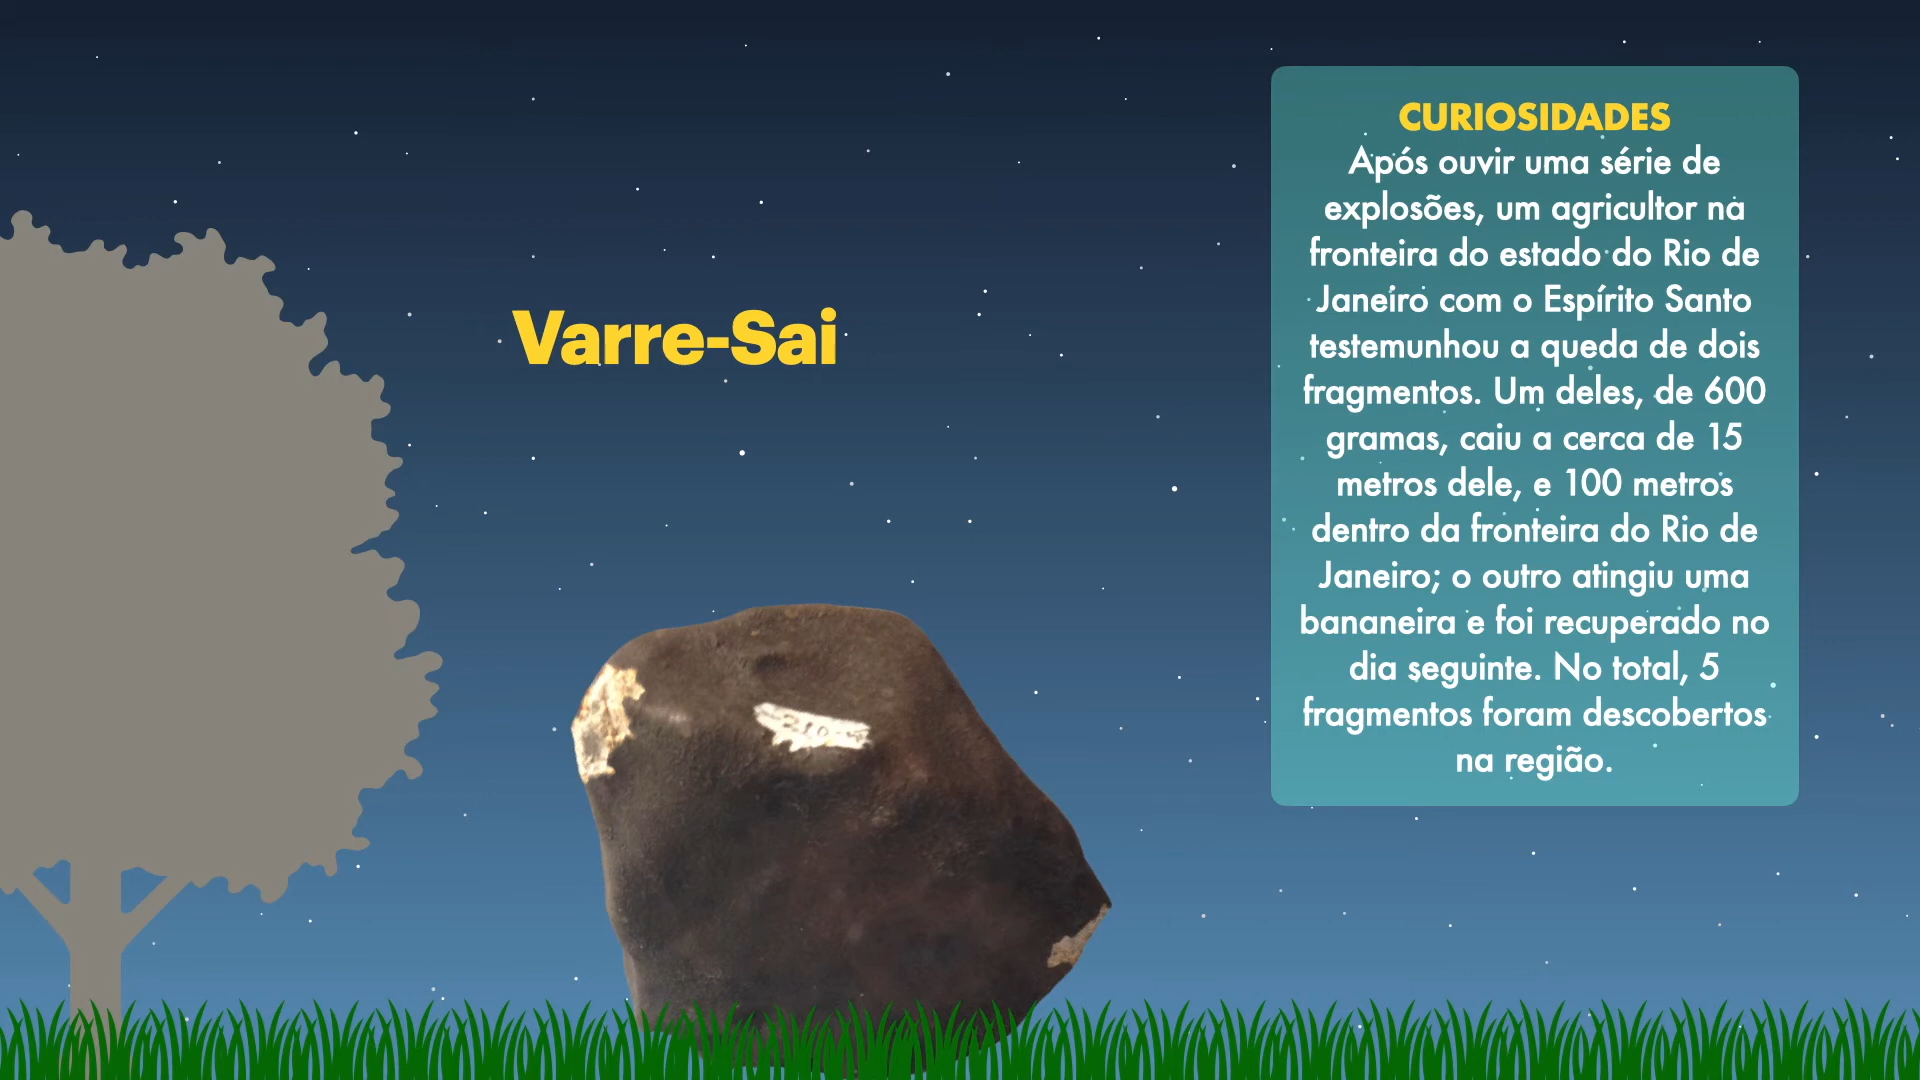 Varre-Sai
CURIOSIDADES
Após ouvir uma série de
explosões, um agricultor na
fronteira do estado do Rio de
Janeiro com o Espírito Santo
testemunhou a queda de dois
fragmentos. Um deles, de 600
gramas, caiu a cerca de 15
metros dele, e 100 metros
dentro da fronteira do Rio de
Janeiro; o outro atingiu uma
bananeira e foi recuperado no
dia seguinte. No total, 5
fragmentos foram descobertos
na região.